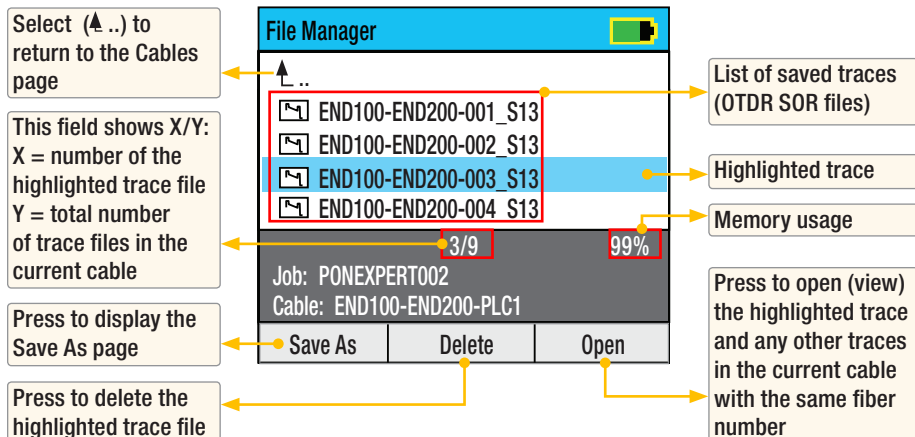 Select (..) to
return to the Cables
page
This field shows X/Y:
X = number of the
highlighted trace file
Y = total number
of trace files in the
current cable
Press to display the
Save As page
Press to delete the
highlighted trace file
File Manager
..
END100-END200-001_S13
END100-END200-002_S13
END100-END200-003_S13
END100-END200-004_S13
3/9 99%
Job: PONEXPERT002
Cable: END100-END200-PLC1
Save As Delete Open
List of saved traces
(OTDR SOR files)
Highlighted trace
Memory usage
Press to open (view)
the highlighted trace
and any other traces
in the current cable
with the same fiber
number